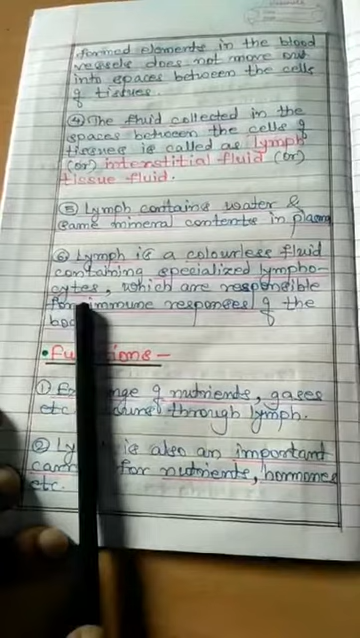 formed elements in the blood
vessels does not move out
into spaces between the cells
of tissues.
④ The fluid collected in the
spaces between the cells of
tissues is called as lymph
(or) interstitial fluid (or)
tissue fluid.
⑤ Lymph contains water &
same mineral contents in plasma
⑥ Lymph is a colourless fluid
containing specialized lympho-
cytes, which are responsible
for immune responses of the
• Functions -
① nutrients, gases
etc through lymph.
② is also an important
for nutrients, hormones
etc.